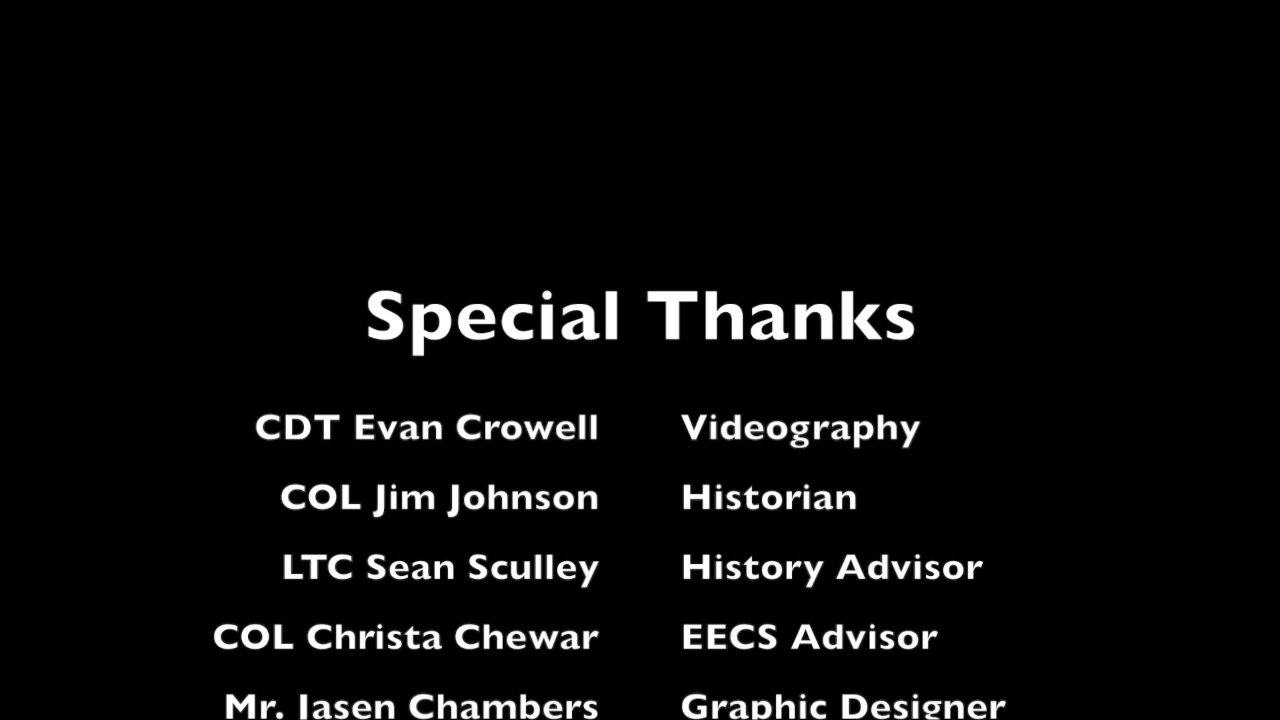 Special Thanks
CDT Evan Crowell Videography
COL Jim Johnson Historian
LTC Sean Sculley History Advisor
COL Christa Chewar EECS Advisor
Mr. Jasen Chambers Graphic Designer